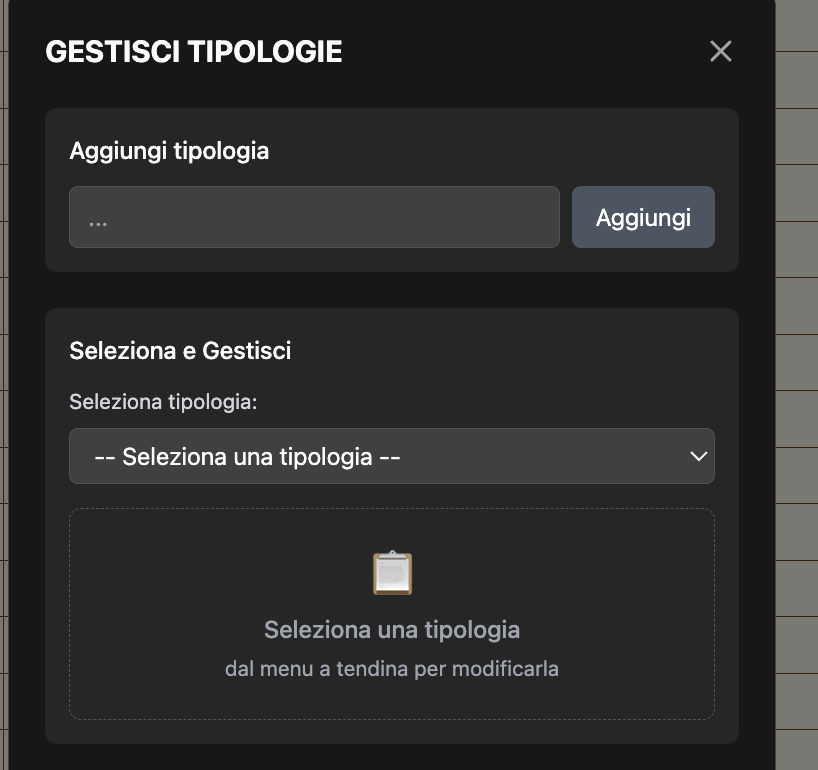 GESTISCI TIPOLOGIE
Aggiungi tipologia
...
Aggiungi
Seleziona e Gestisci
Seleziona tipologia:
-- Seleziona una tipologia --
Seleziona una tipologia
dal menu a tendina per modificarla